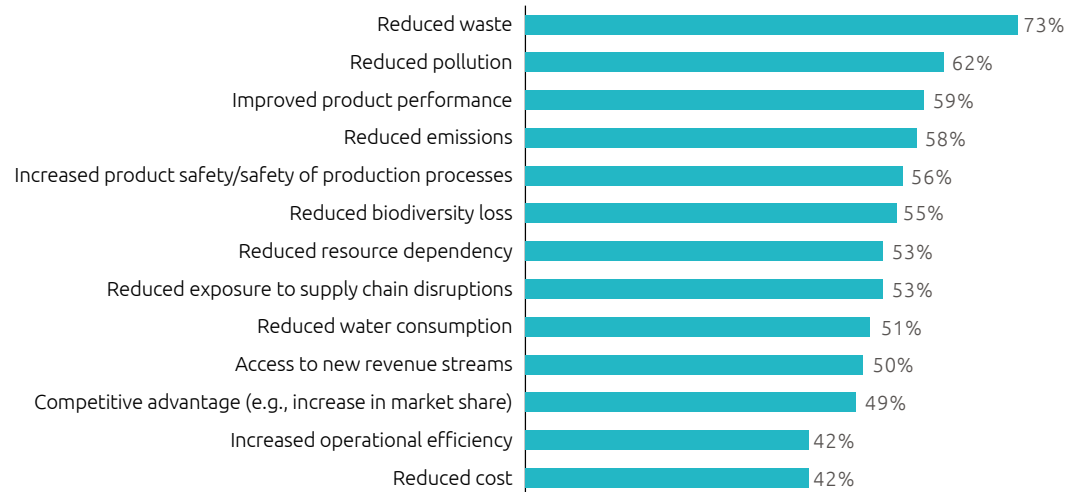 Reduced waste 73%
Reduced pollution 62%
Improved product performance 59%
Reduced emissions 58%
Increased product safety/safety of production processes 56%
Reduced biodiversity loss 55%
Reduced resource dependency 53%
Reduced exposure to supply chain disruptions 53%
Reduced water consumption 51%
Access to new revenue streams 50%
Competitive advantage (e.g., increase in market share) 49%
Increased operational efficiency 42%
Reduced cost 42%